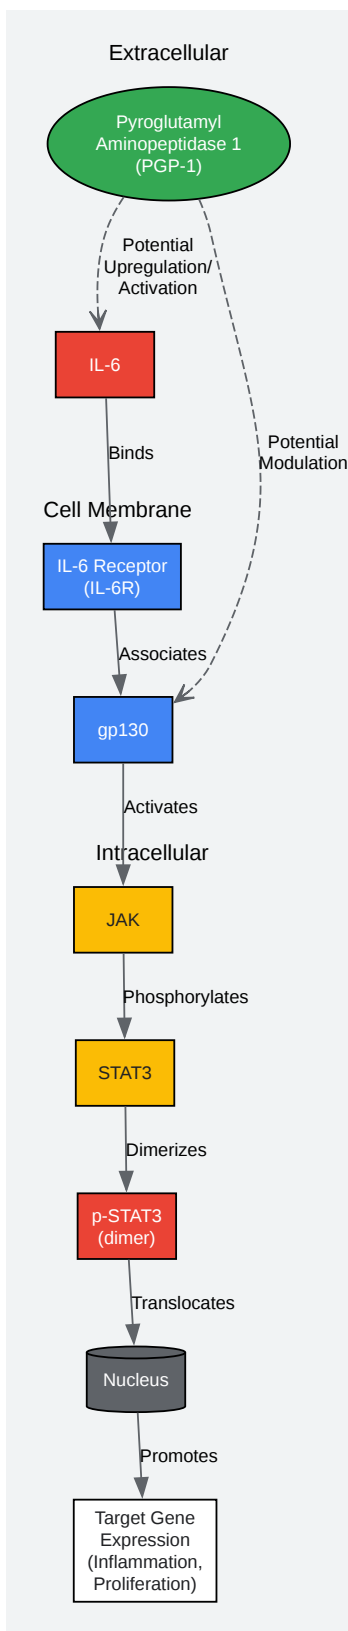 Extracellular
Pyroglutamyl
Aminopeptidase 1
(PGP-1)
Potential
Upregulation/
Activation
IL-6
Potential
Modulation
Binds
Cell Membrane
IL-6 Receptor
(IL-6R)
Associates
gp130
Activates
Intracellular
JAK
Phosphorylates
STAT3
Dimerizes
p-STAT3
(dimer)
Translocates
Nucleus
Promotes
Target Gene
Expression
(Inflammation,
Proliferation)